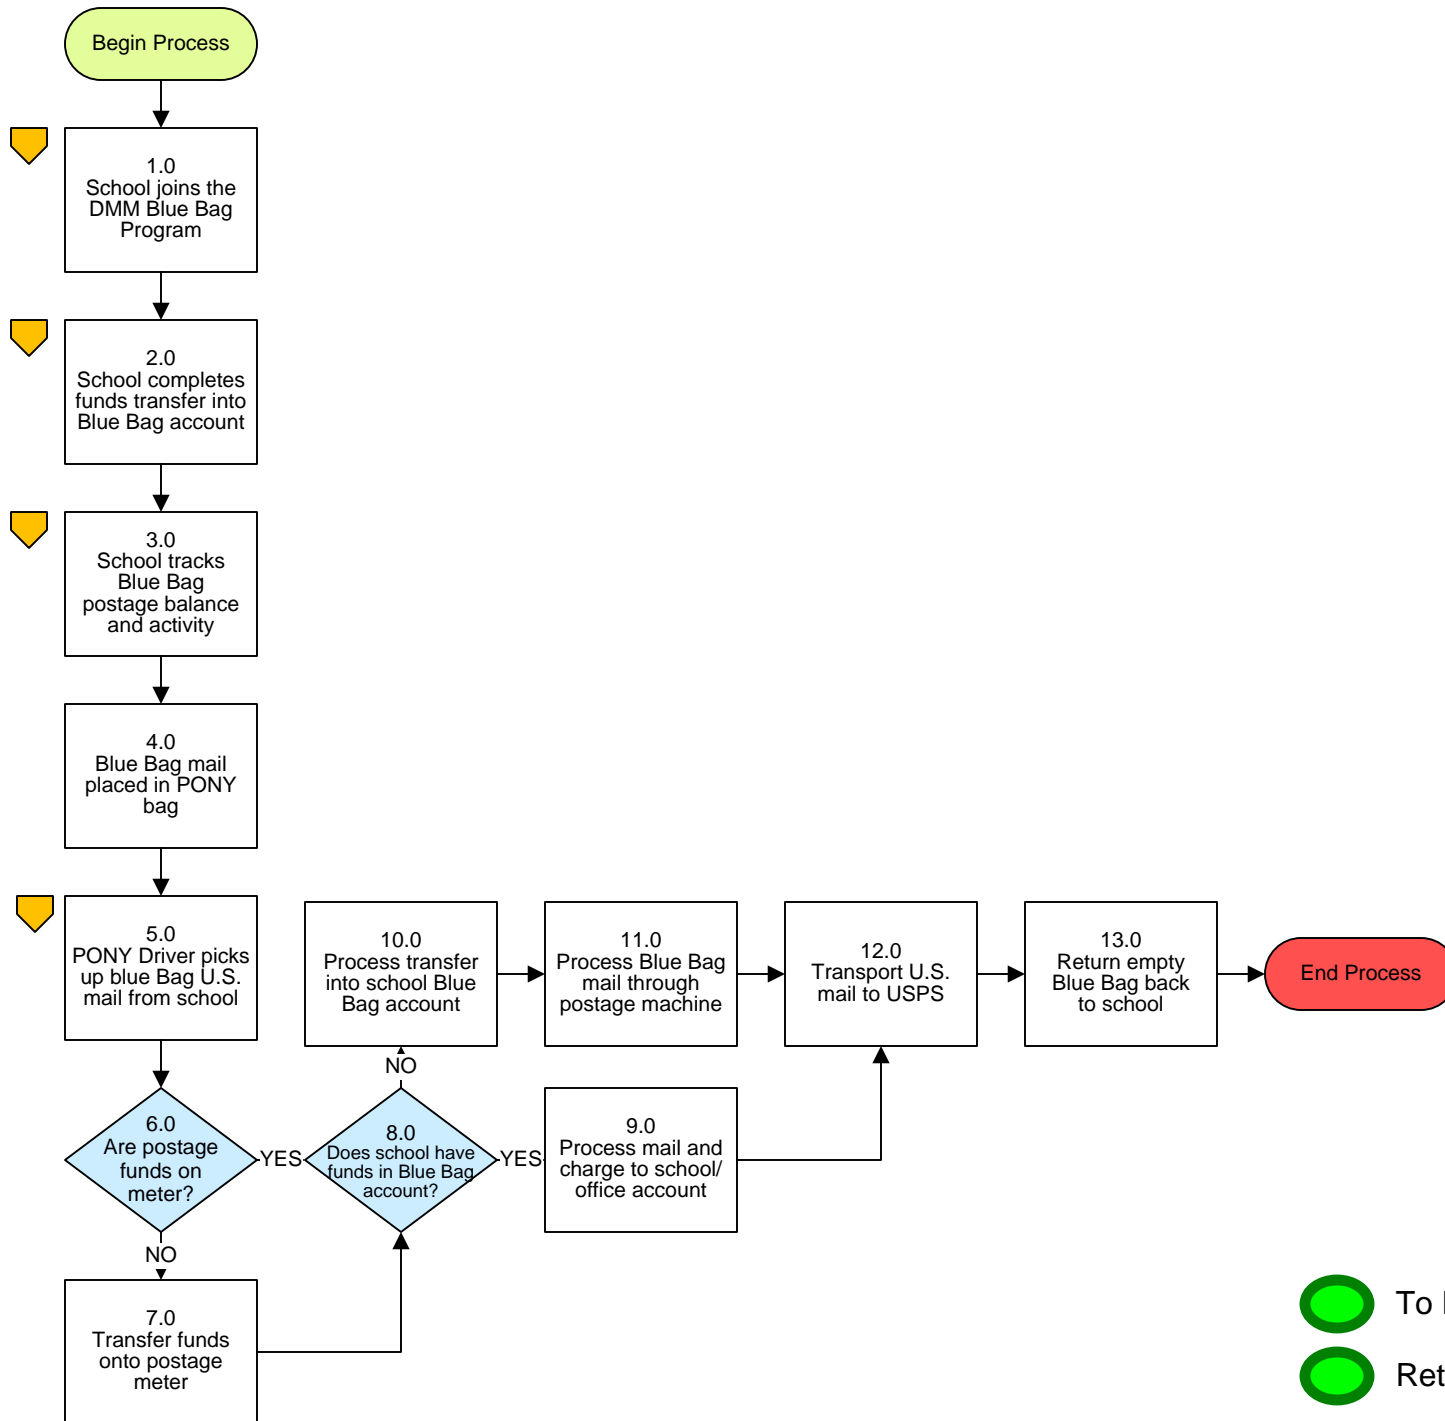 Begin Process
1.0
School joins the
DMM Blue Bag
Program
2.0
School completes
funds transfer into
Blue Bag account
3.0
School tracks
Blue Bag
postage balance
and activity
4.0
Blue Bag mail
placed in PONY
bag
5.0
PONY Driver picks
up blue Bag U.S.
mail from school
6.0
Are postage
funds on
meter?
YES
NO
7.0
Transfer funds
onto postage
meter
8.0
Does school have
funds in Blue Bag
account?
YES
NO
9.0
Process mail and
charge to school/
office account
10.0
Process transfer
into school Blue
Bag account
11.0
Process Blue Bag
mail through
postage machine
12.0
Transport U.S.
mail to USPS
13.0
Return empty
Blue Bag back
to school
End Process
To
Ret